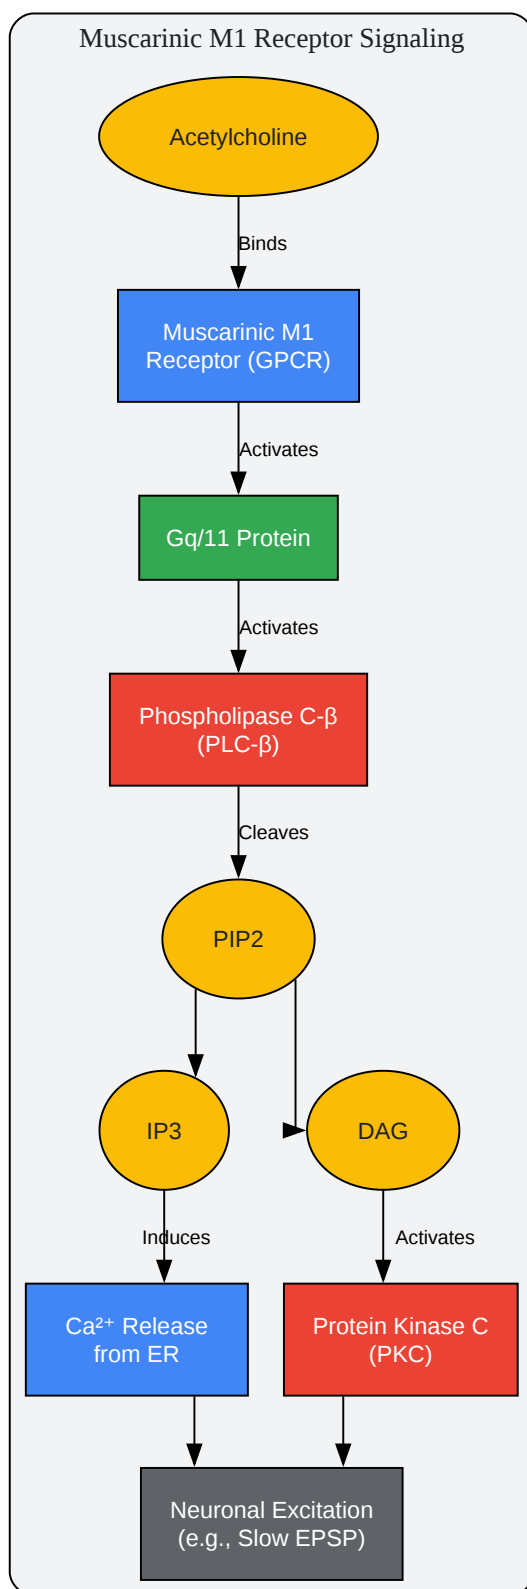 Muscarinic M1 Receptor Signaling
Acetylcholine
Binds
Muscarinic M1
Receptor (GPCR)
Activates
Gq/11 Protein
Activates
Phospholipase C-β
(PLC-β)
Cleaves
PIP2
IP3
DAG
Induces
Activates
Ca²⁺ Release
from ER
Protein Kinase C
(PKC)
Neuronal Excitation
(e.g., Slow EPSP)